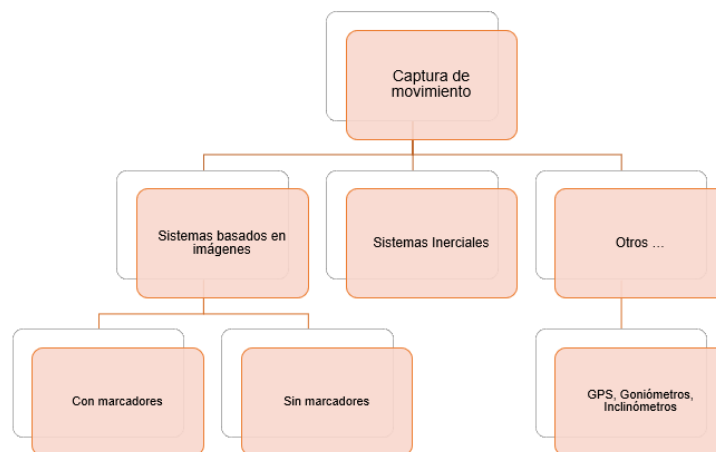 Captura de
movimiento
Sistemas basados en
imágenes
Sistemas Inerciales
Otros ...
Con marcadores
Sin marcadores
GPS, Goniómetros,
Inclinómetros